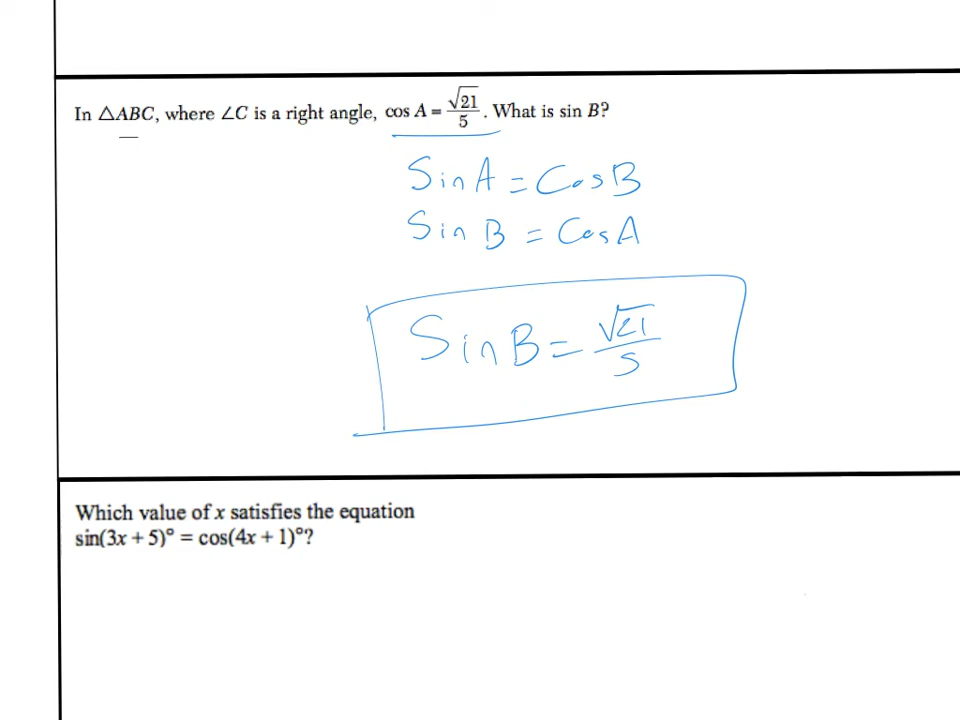 In △ABC, where ∠C is a right angle, cos A = √21/5. What is sin B?
Sin A = Cos B
Sin B = Cos A
Sin B = √21/5
Which value of x satisfies the equation
sin(3x + 5)° = cos(4x + 1)°?